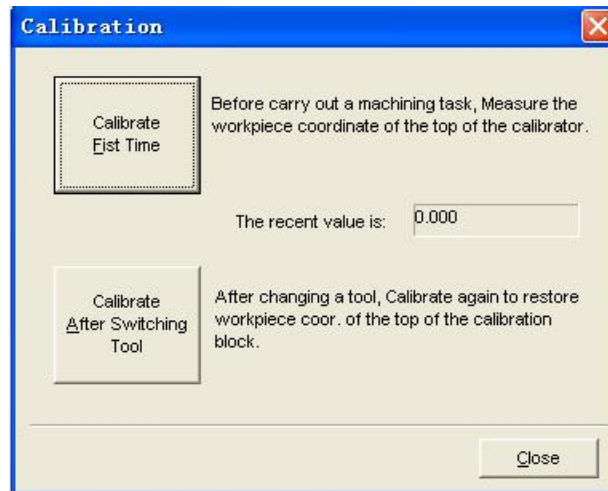 Calibration
Calibrate
Fist Time
Before carry out a machining task, Measure the
workpiece coordinate of the top of the calibrator.
The recent value is:
0.000
Calibrate
After Switching
Tool
After changing a tool, Calibrate again to restore
workpiece coor. of the top of the calibration
block.
Close